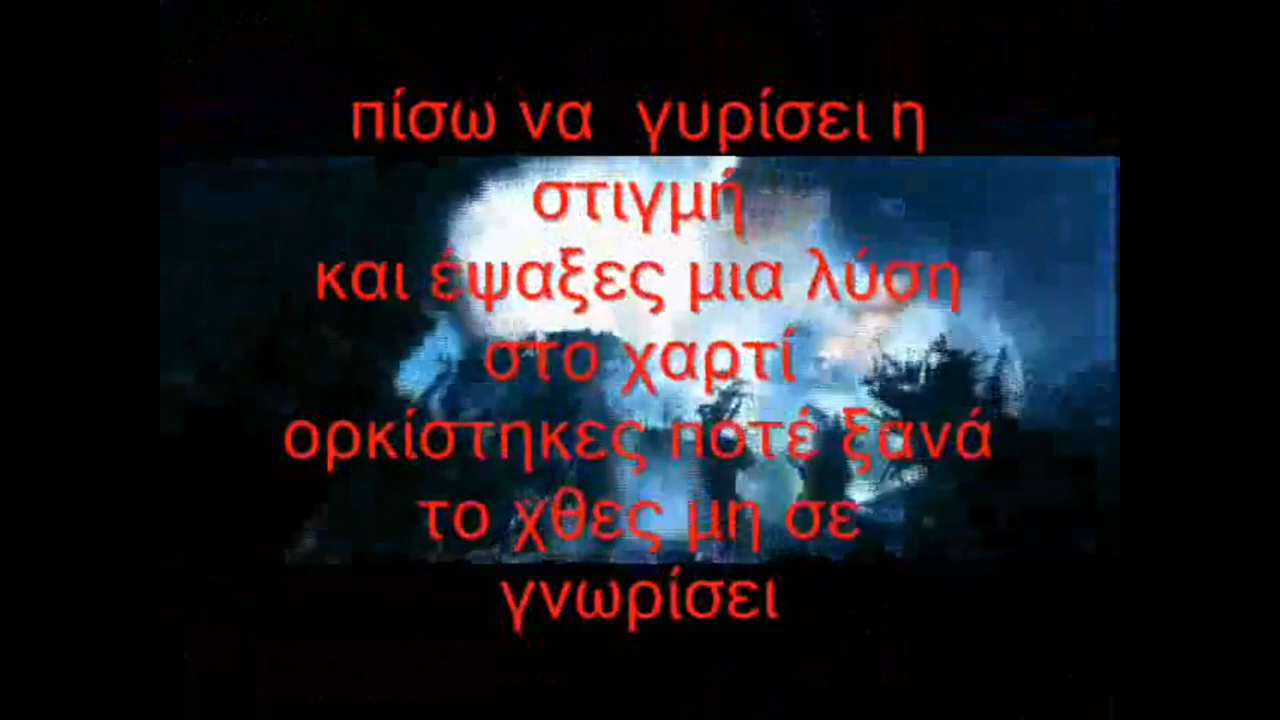 πίσω να γυρίσει η
στιγμή
και έψαξες μια λύση
στο χαρτί
ορκίστηκες ποτέ ξανά
το χθες μη σε
γνωρίσει